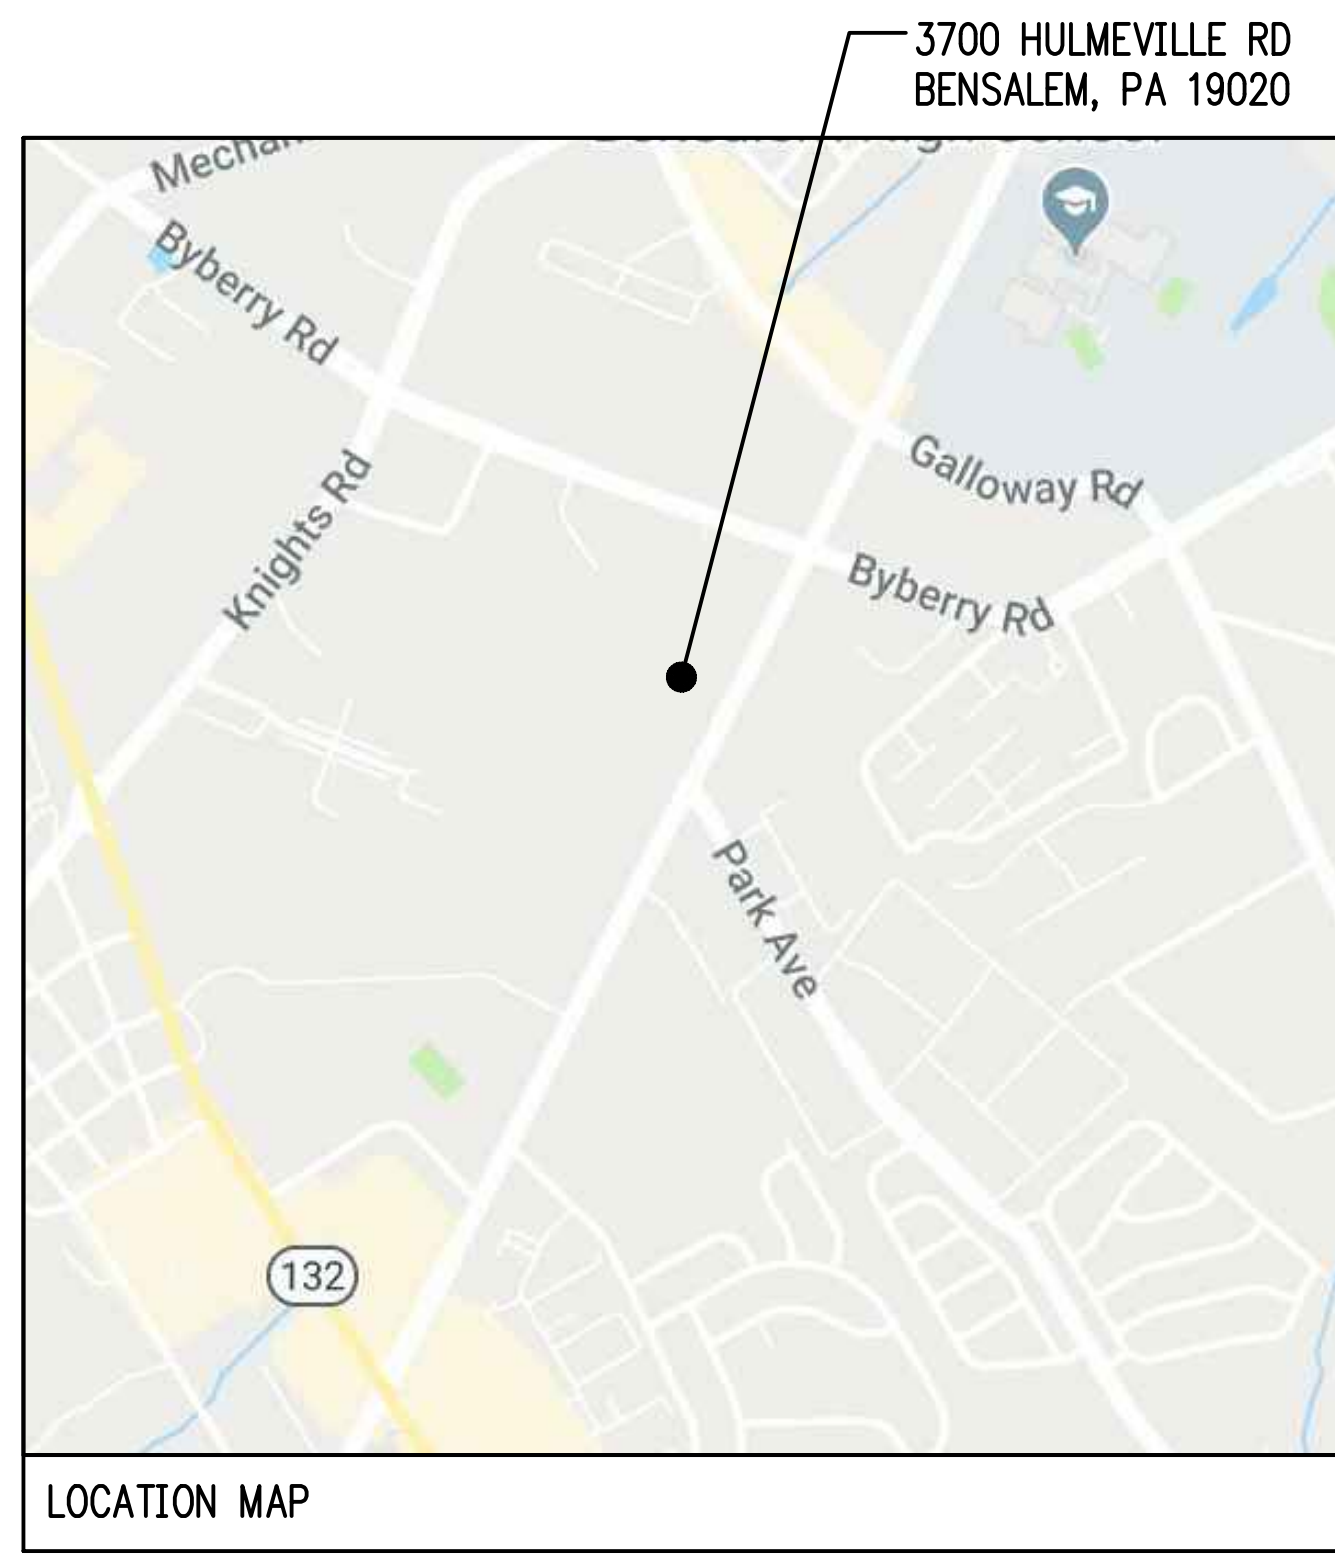 3700 HULMEVILLE RD
BENSALEM, PA 19020
Byberry Rd
Knights Rd
Galloway Rd
Byberry Rd
Park Ave
132
LOCATION MAP